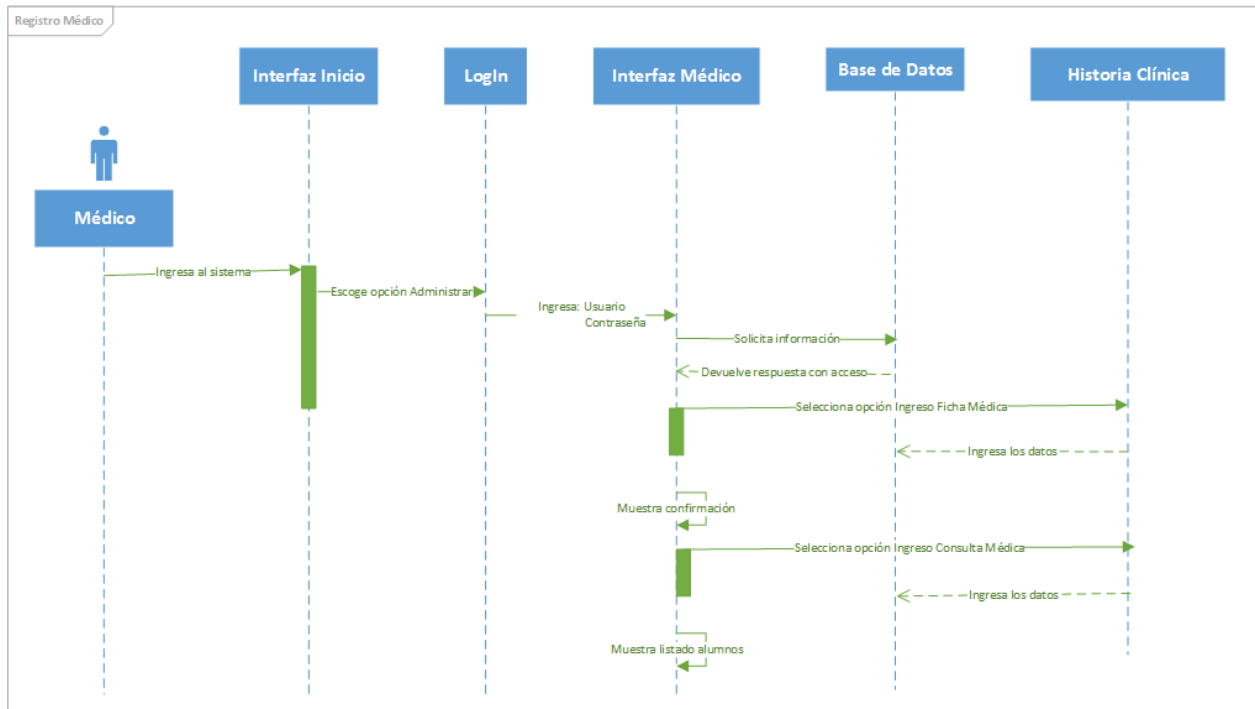 Registro Médico
Interfaz Inicio
LogIn
Interfaz Médico
Base de Datos
Historia Clínica
Médico
Ingresa al sistema
Escoge opción Administrar
Ingresa: Usuario
Contraseña
Solicita información
Devuelve respuesta con acceso
Selecciona opción Ingreso Ficha Médica
Ingresa los datos
Muestra confirmación
Selecciona opción Ingreso Consulta Médica
Ingresa los datos
Muestra listado alumnos